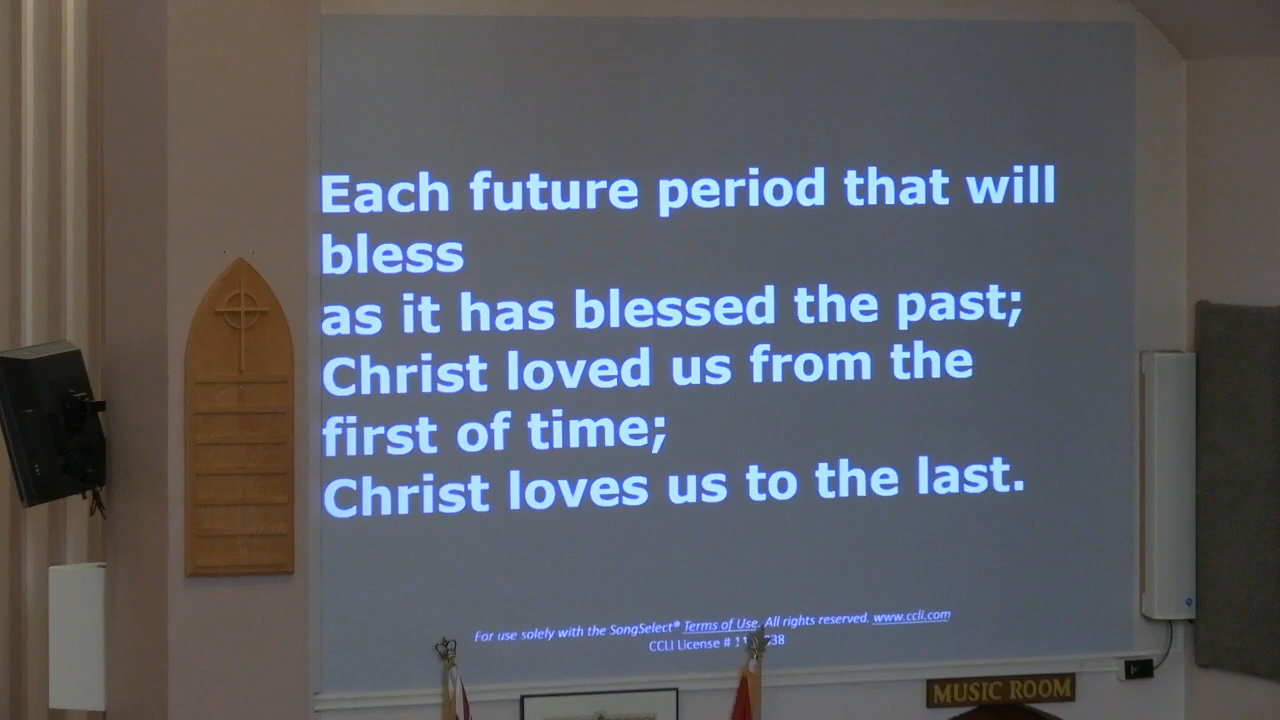 Each future period that will
bless
as it has blessed the past;
Christ loved us from the
first of time;
Christ loves us to the last.
For use solely with the SongSelect® Terms of Use. All rights reserved. www.ccli.com
CCLI License #
MUSIC ROOM